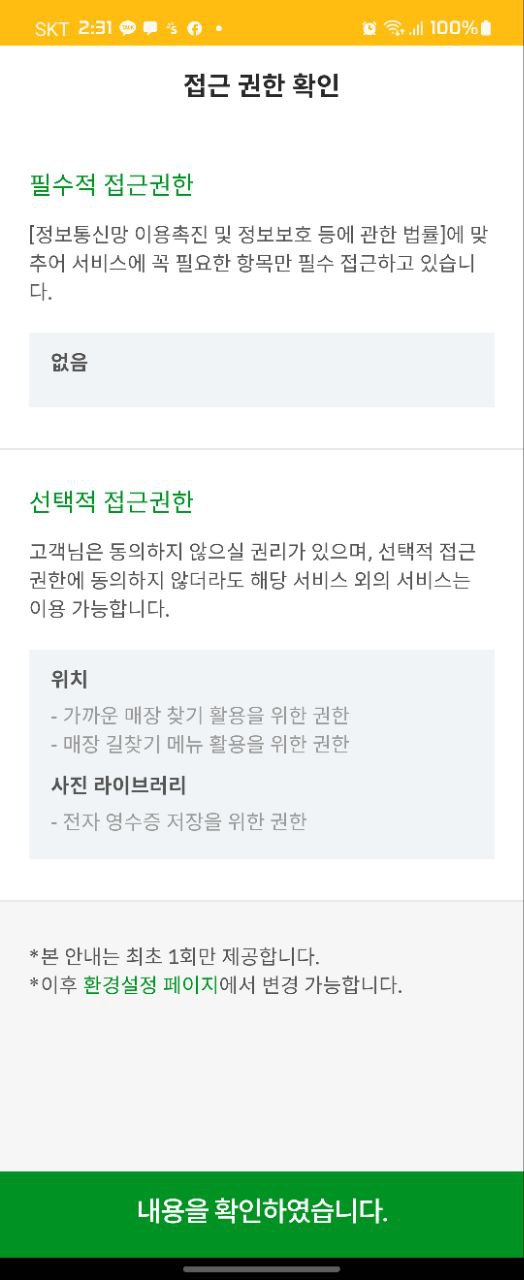 SKT 2:31 100%
접근 권한 확인
필수적 접근권한
[정보통신망 이용촉진 및 정보보호 등에 관한 법률]에 맞
추어 서비스에 꼭 필요한 항목만 필수 접근하고 있습니
다.
없음
선택적 접근권한
고객님은 동의하지 않으실 권리가 있으며, 선택적 접근
권한에 동의하지 않더라도 해당 서비스 외의 서비스는
이용 가능합니다.
위치
- 가까운 매장 찾기 활용을 위한 권한
- 매장 길찾기 메뉴 활용을 위한 권한
사진 라이브러리
- 전자 영수증 저장을 위한 권한
*본 안내는 최초 1회만 제공합니다.
*이후 환경설정 페이지에서 변경 가능합니다.
내용을 확인하였습니다.